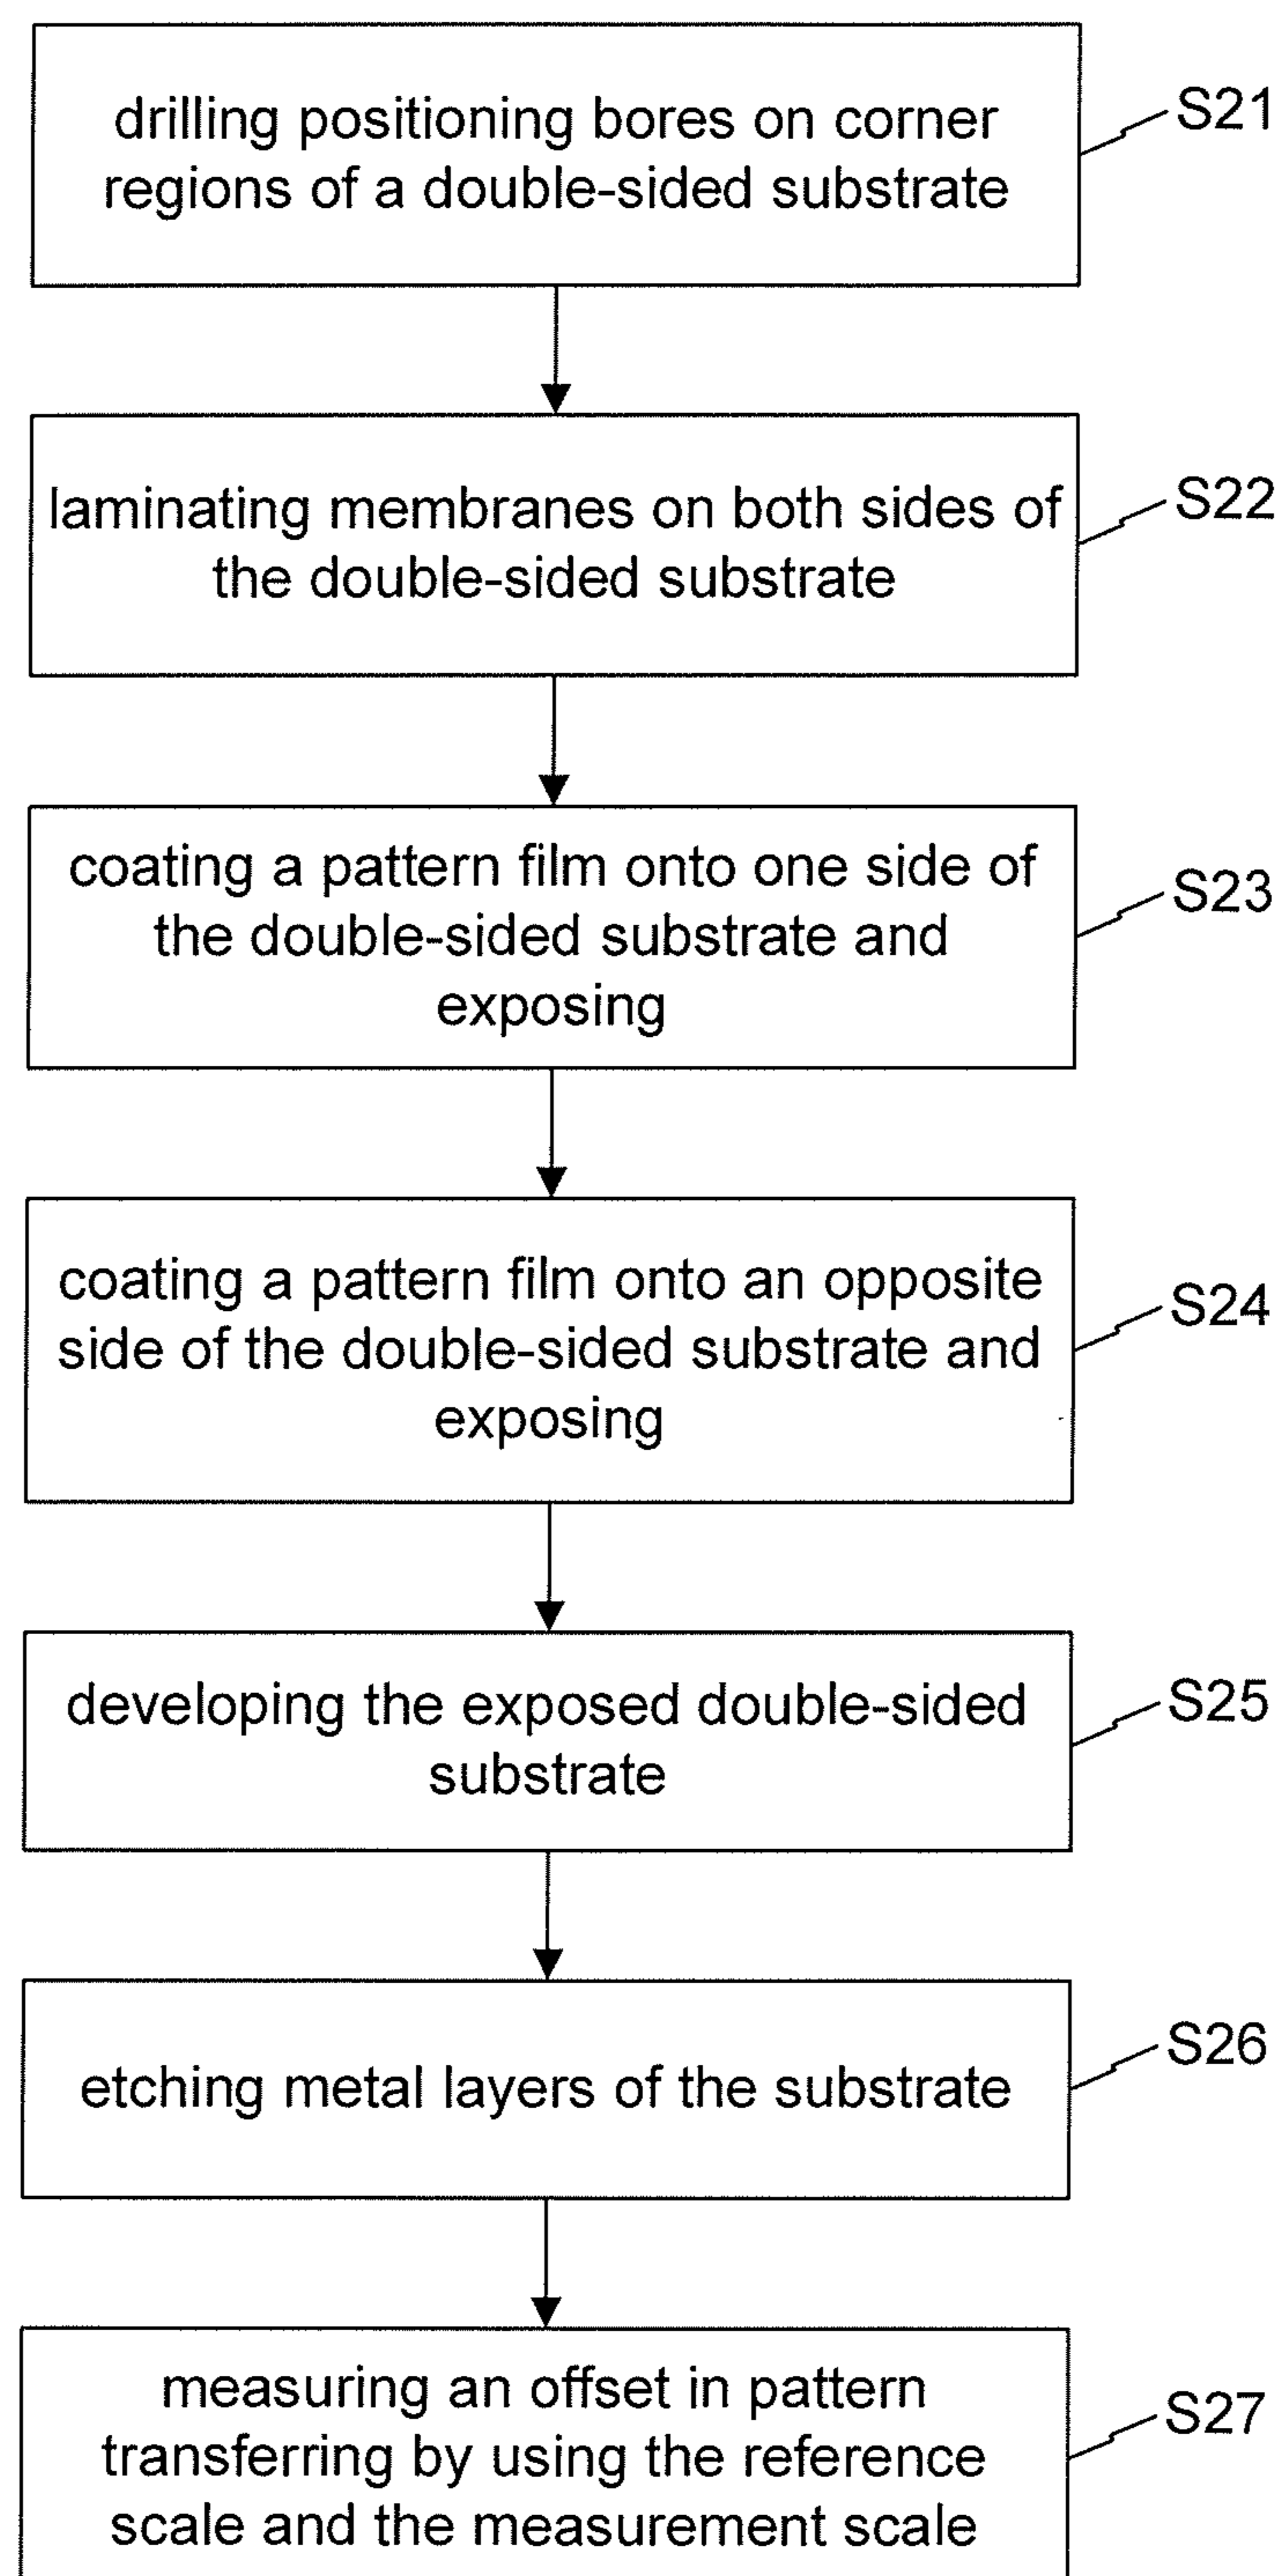 drilling positioning bores on corner
regions of a double-sided substrate
S21
laminating membranes on both sides of
the double-sided substrate
S22
coating a pattern film onto one side of
the double-sided substrate and
exposing
S23
coating a pattern film onto an opposite
side of the double-sided substrate and
exposing
S24
developing the exposed double-sided
substrate
S25
etching metal layers of the substrate
S26
measuring an offset in pattern
transferring by using the reference
scale and the measurement scale
S27